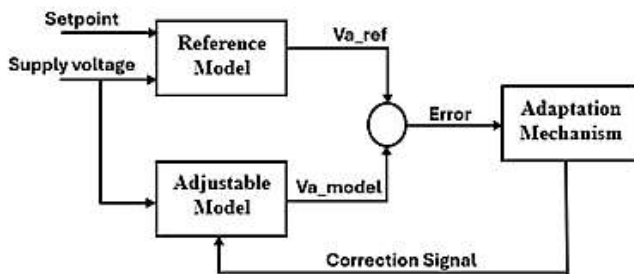 Setpoint
Reference
Model
Va_ref
Supply voltage
Error
Adaptation
Mechanism
Adjustable
Model
Va_model
Correction Signal